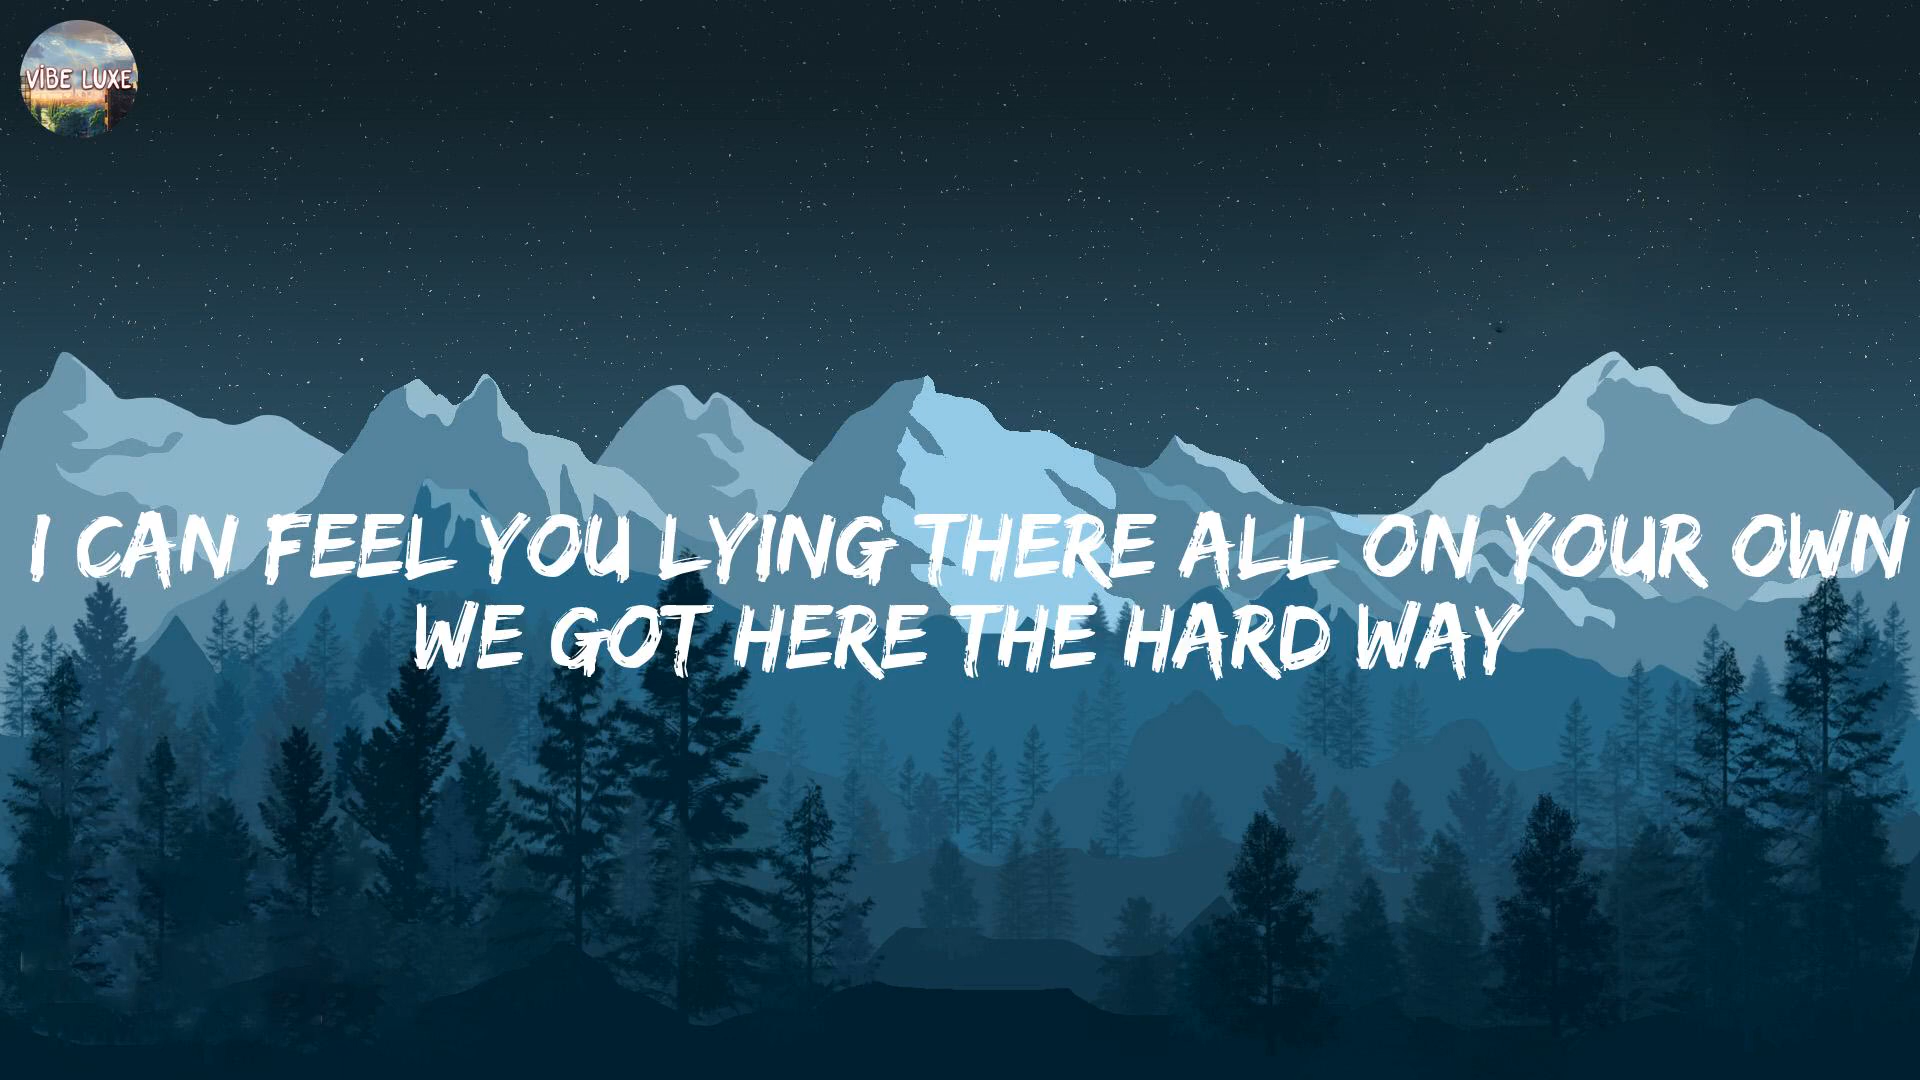 VIBE LUXE
I CAN FEEL YOU LYING THERE ALL ON YOUR OWN
WE GOT HERE THE HARD WAY